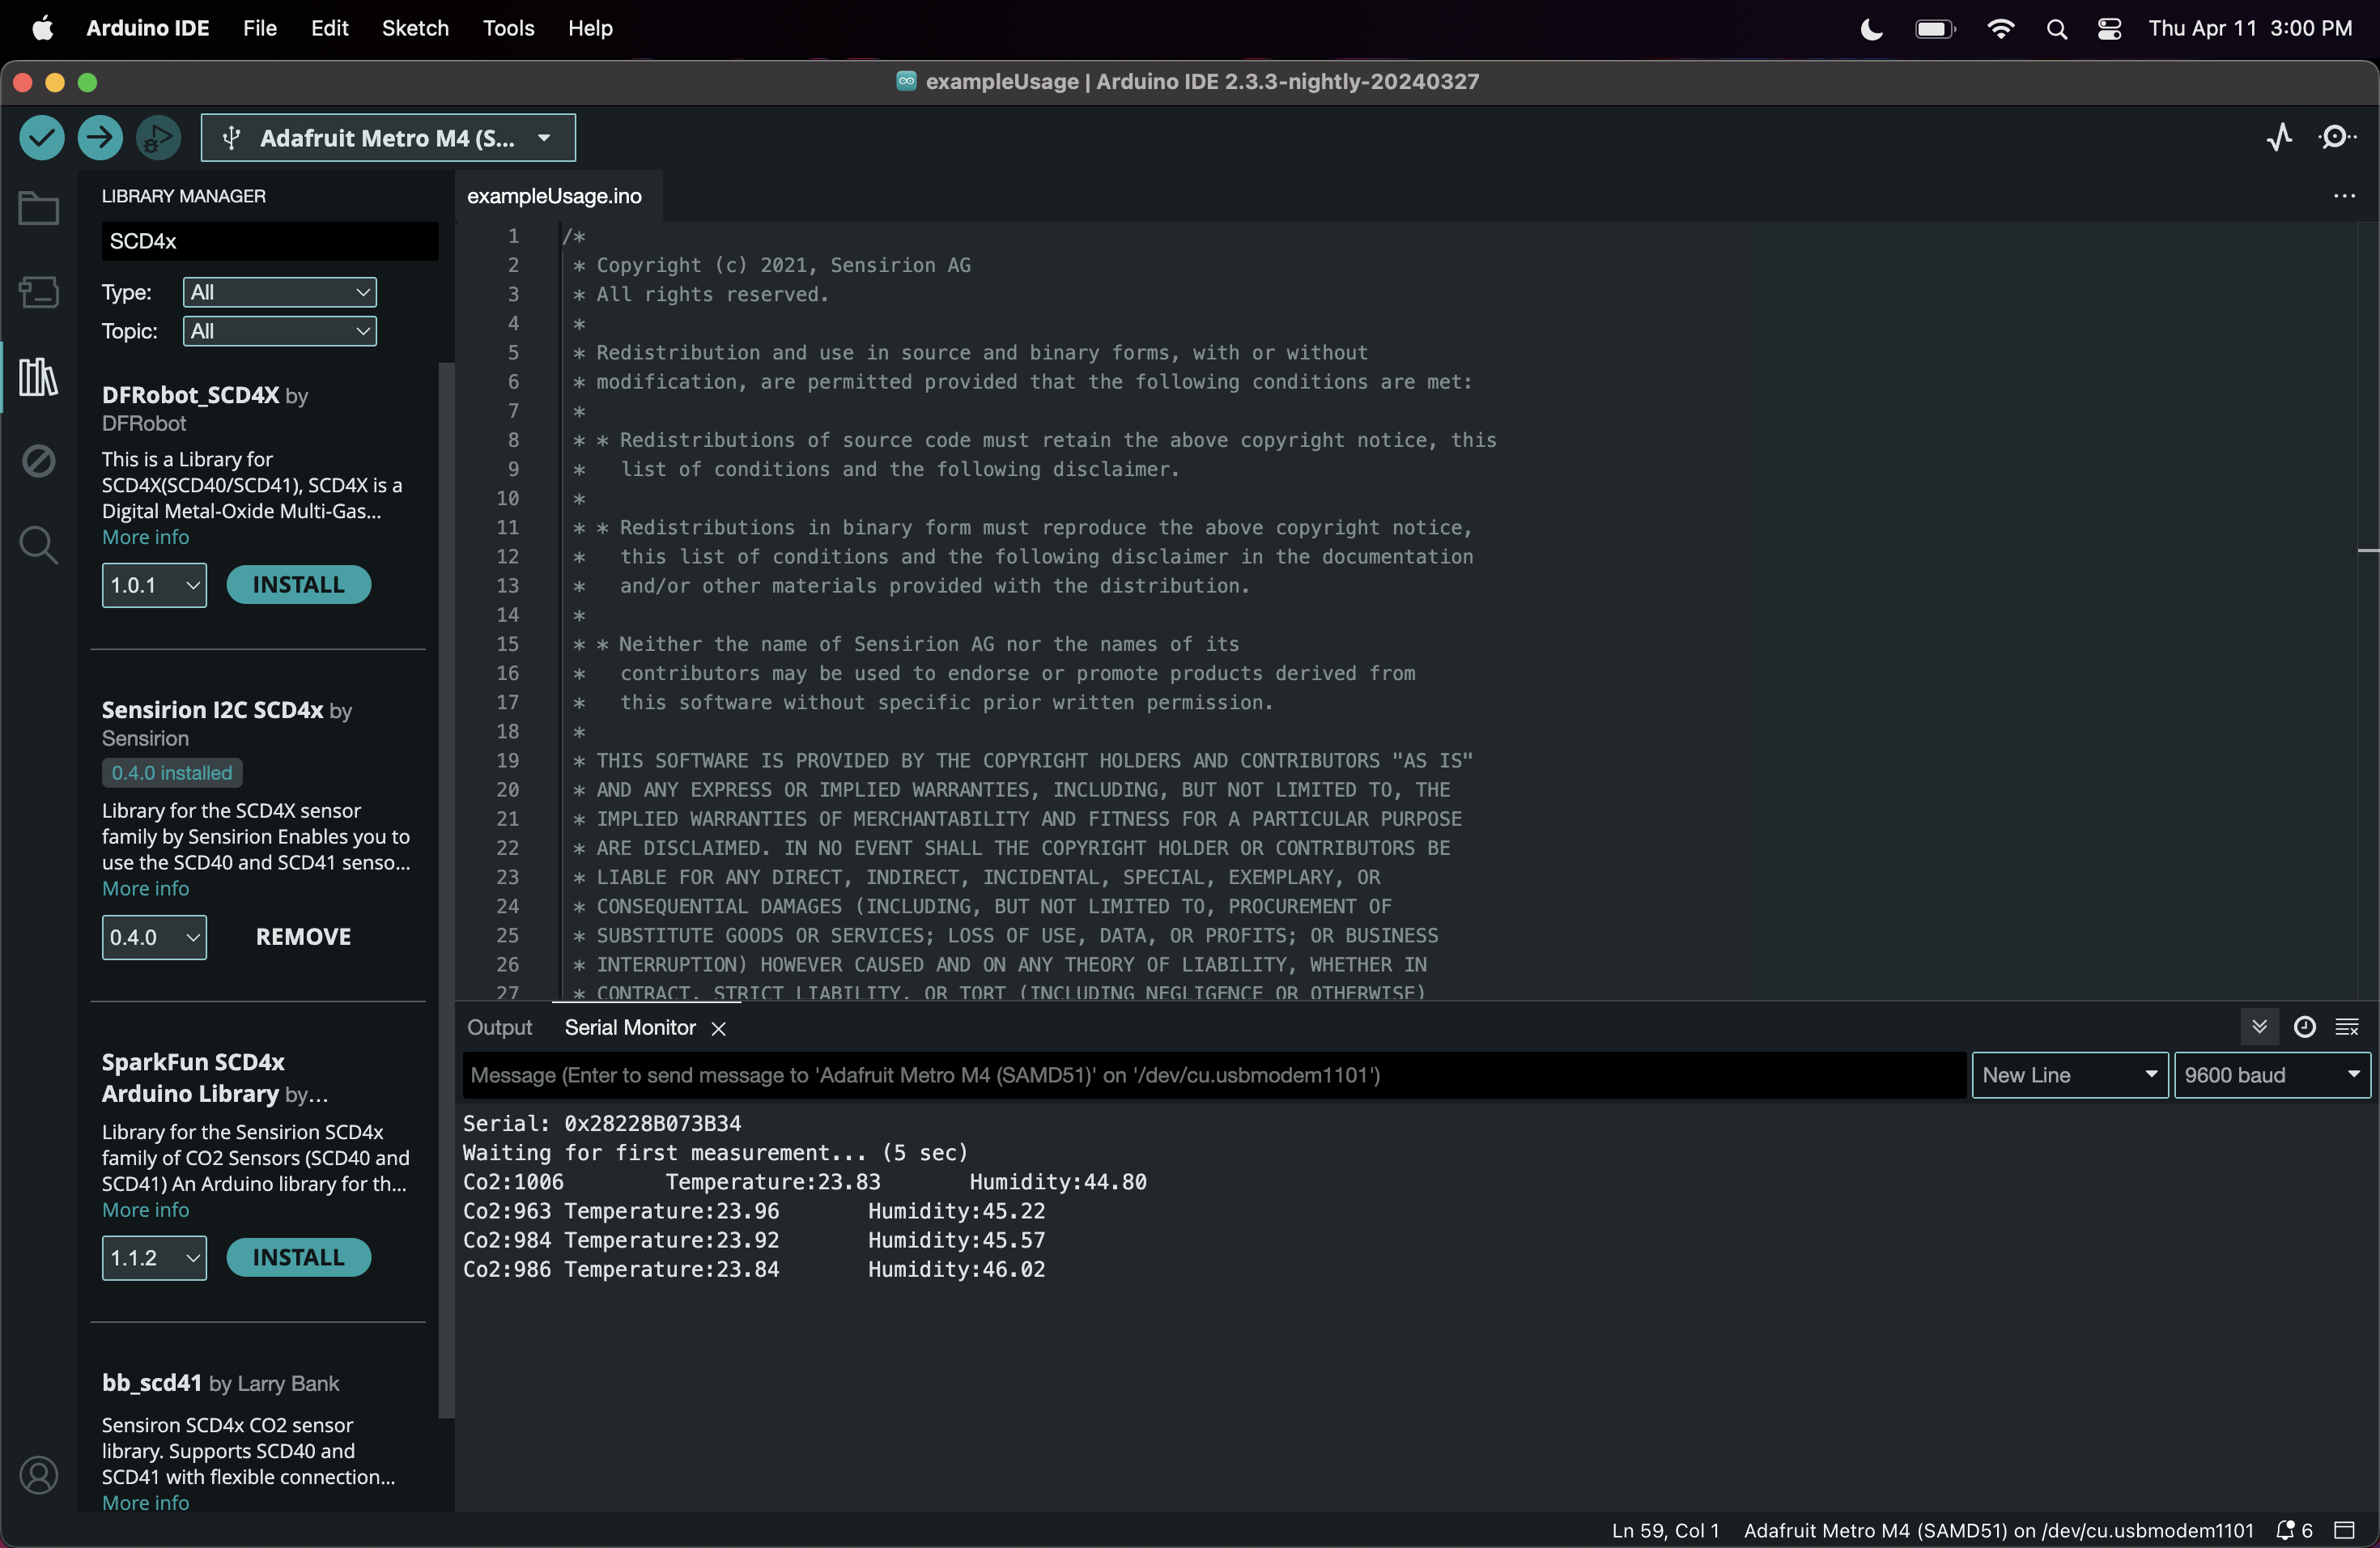 Arduino IDE File Edit Sketch Tools Help Thu Apr 11 3:00 PM
exampleUsage | Arduino IDE 2.3.3-nightly-20240327
Adafruit Metro M4 (S...
LIBRARY MANAGER
SCD4x
Type: All
Topic: All
DFRobot_SCD4X by
DFRobot
This is a Library for
SCD4X(SCD40/SCD41), SCD4X is a
Digital Metal-Oxide Multi-Gas...
More info
1.0.1 INSTALL
Sensirion I2C SCD4x by
Sensirion
0.4.0 installed
Library for the SCD4X sensor
family by Sensirion Enables you to
use the SCD40 and SCD41 senso...
More info
0.4.0 REMOVE
SparkFun SCD4x
Arduino Library by...
Library for the Sensirion SCD4x
family of CO2 Sensors (SCD40 and
SCD41) An Arduino library for th...
More info
1.1.2 INSTALL
bb_scd41 by Larry Bank
Sensiron SCD4x CO2 sensor
library. Supports SCD40 and
SCD41 with flexible connection...
More info
exampleUsage.ino
1 /*
2 * Copyright (c) 2021, Sensirion AG
3 * All rights reserved.
4 *
5 * Redistribution and use in source and binary forms, with or without
6 * modification, are permitted provided that the following conditions are met:
7 *
8 * * Redistributions of source code must retain the above copyright notice, this
9 * list of conditions and the following disclaimer.
10 *
11 * * Redistributions in binary form must reproduce the above copyright notice,
12 * this list of conditions and the following disclaimer in the documentation
13 * and/or other materials provided with the distribution.
14 *
15 * * Neither the name of Sensirion AG nor the names of its
16 * contributors may be used to endorse or promote products derived from
17 * this software without specific prior written permission.
18 *
19 * THIS SOFTWARE IS PROVIDED BY THE COPYRIGHT HOLDERS AND CONTRIBUTORS "AS IS"
20 * AND ANY EXPRESS OR IMPLIED WARRANTIES, INCLUDING, BUT NOT LIMITED TO, THE
21 * IMPLIED WARRANTIES OF MERCHANTABILITY AND FITNESS FOR A PARTICULAR PURPOSE
22 * ARE DISCLAIMED. IN NO EVENT SHALL THE COPYRIGHT HOLDER OR CONTRIBUTORS BE
23 * LIABLE FOR ANY DIRECT, INDIRECT, INCIDENTAL, SPECIAL, EXEMPLARY, OR
24 * CONSEQUENTIAL DAMAGES (INCLUDING, BUT NOT LIMITED TO, PROCUREMENT OF
25 * SUBSTITUTE GOODS OR SERVICES; LOSS OF USE, DATA, OR PROFITS; OR BUSINESS
26 * INTERRUPTION) HOWEVER CAUSED AND ON ANY THEORY OF LIABILITY, WHETHER IN
27 * CONTRACT, STRICT LIABILITY, OR TORT (INCLUDING NEGLIGENCE OR OTHERWISE)
Output Serial Monitor
Message (Enter to send message to 'Adafruit Metro M4 (SAMD51)' on '/dev/cu.usbmodem1101') New Line 9600 baud
Serial: 0x28228B073B34
Waiting for first measurement... (5 sec)
Co2:1006 Temperature:23.83 Humidity:44.80
Co2:963 Temperature:23.96 Humidity:45.22
Co2:984 Temperature:23.92 Humidity:45.57
Co2:986 Temperature:23.84 Humidity:46.02
Ln 59, Col 1 Adafruit Metro M4 (SAMD51) on /dev/cu.usbmodem1101 6